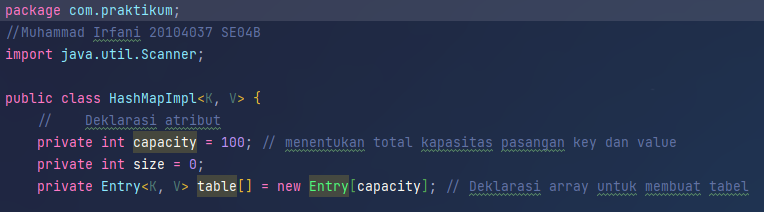 package com.praktikum;
//Muhammad Irfani 20104037 SE04B
import java.util.Scanner;
public class HashMapImpl<K, V> {
//    Deklarasi atribut
private int capacity = 100; // menentukan total kapasitas pasangan key dan value
private int size = 0;
private Entry<K, V> table[] = new Entry[capacity]; // Deklarasi array untuk membuat tabel